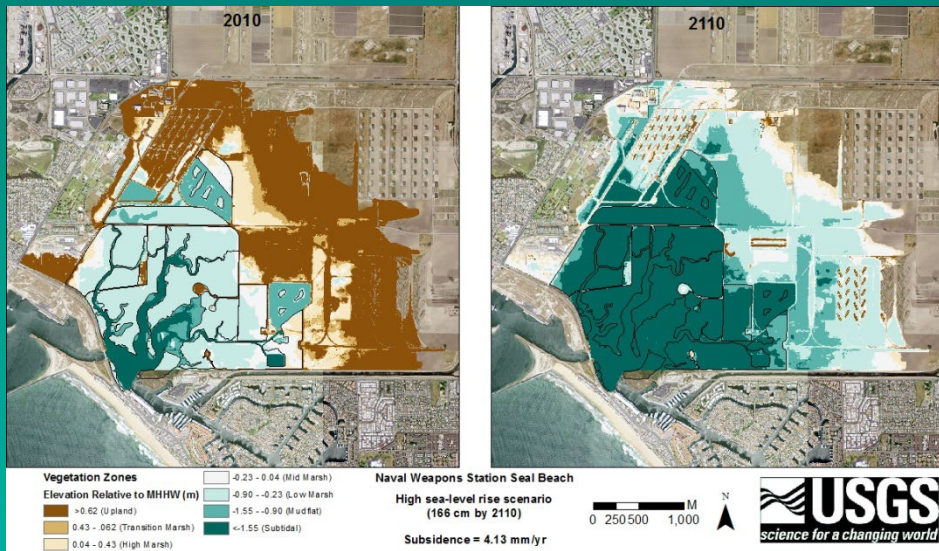 2010
2110
Vegetation Zones
Elevation Relative to MHHW (m)
>0.62 (Upland)
0.43 - .062 (Transition Marsh)
0.04 - 0.43 (High Marsh)
-0.23 - 0.04 (Mid Marsh)
-0.90 - -0.23 (Low Marsh
-1.55 - -0.90 (Mudflat)
<-1.55 (Subtidal)
Naval Weapons Station Seal Beach
High sea-level rise scenario
(166 cm by 2110)
Subsidence = 4.13 mm/yr
M
0 250 500 1,000
N
USGS
science for a changing world